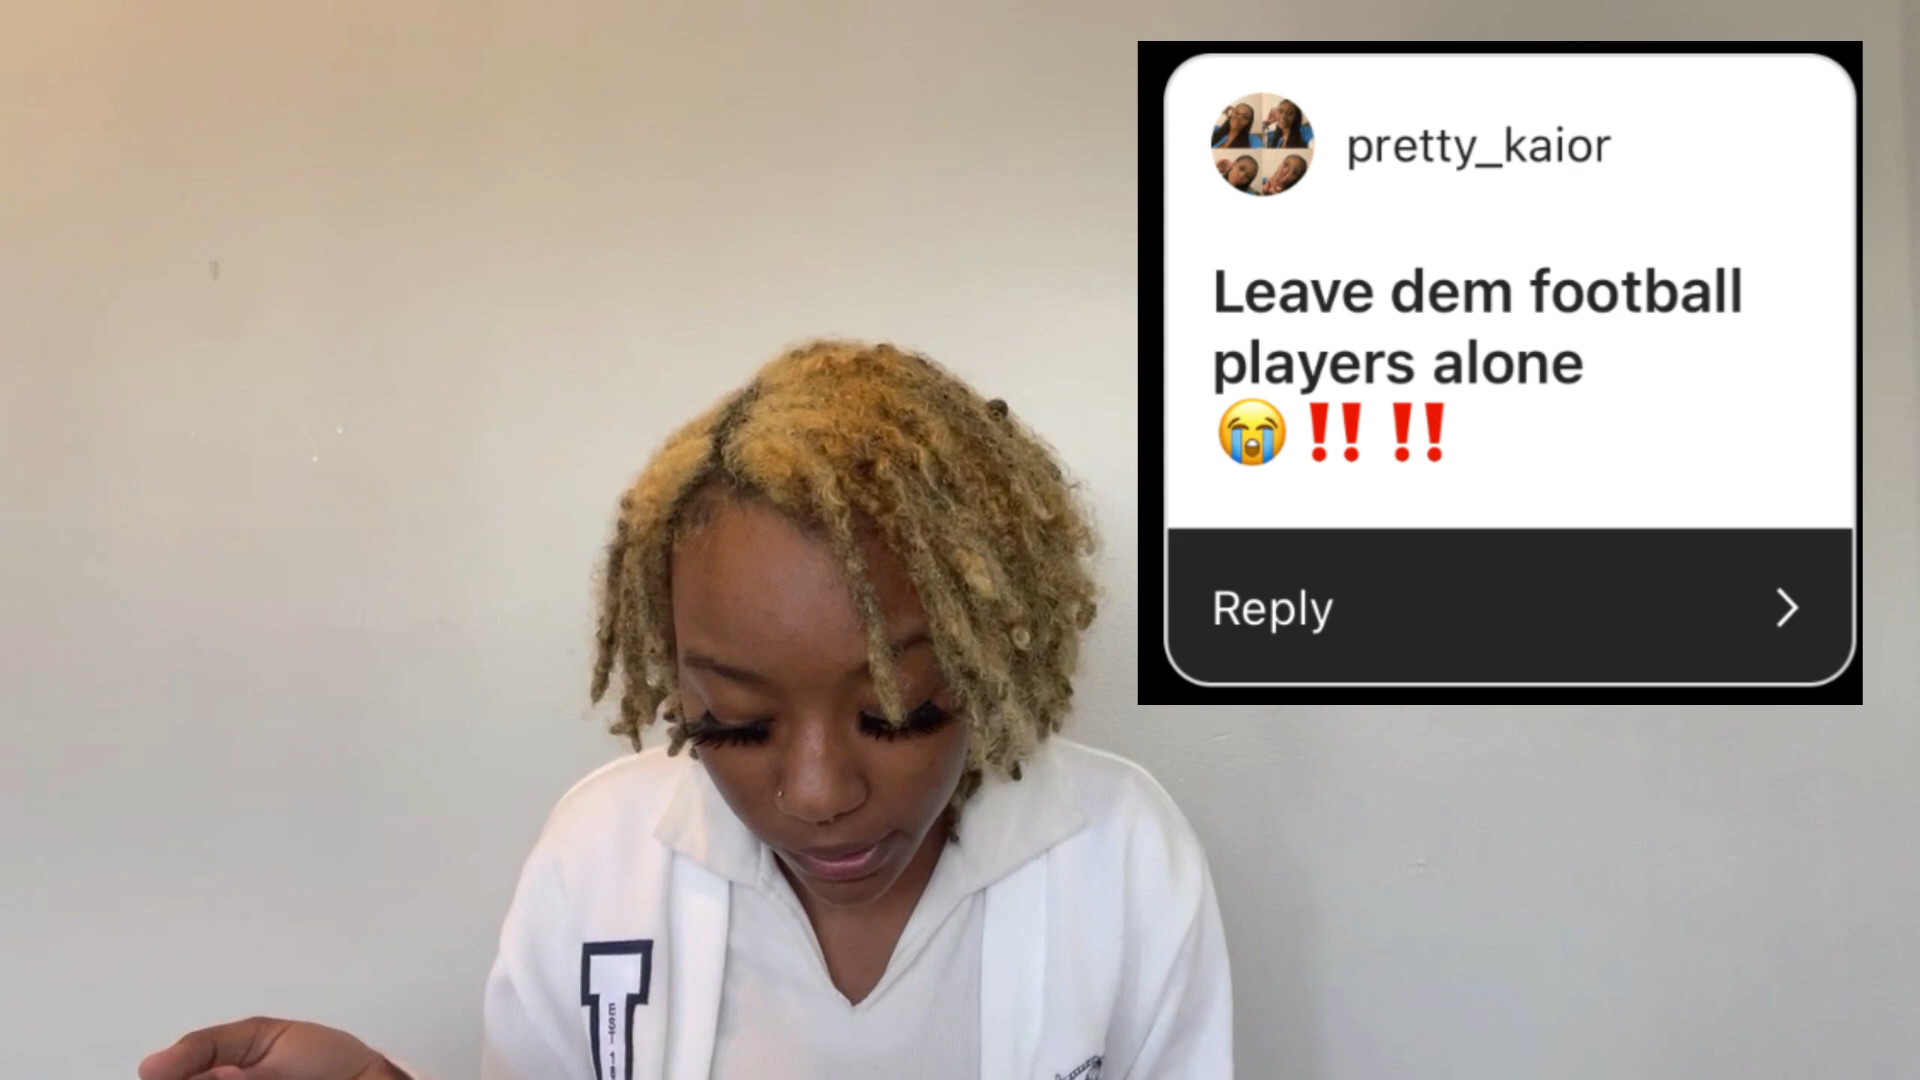 pretty_kaior
Leave dem football
players alone
😭‼️‼️
Reply